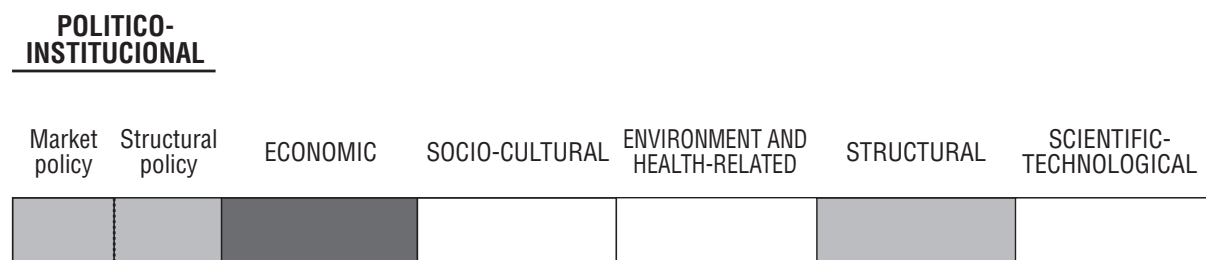 POLITICO-
INSTITUCIONAL
Market
policy
Structural
policy
ECONOMIC
SOCIO-CULTURAL
ENVIRONMENT AND
HEALTH-RELATED
STRUCTURAL
SCIENTIFIC-
TECHNOLOGICAL